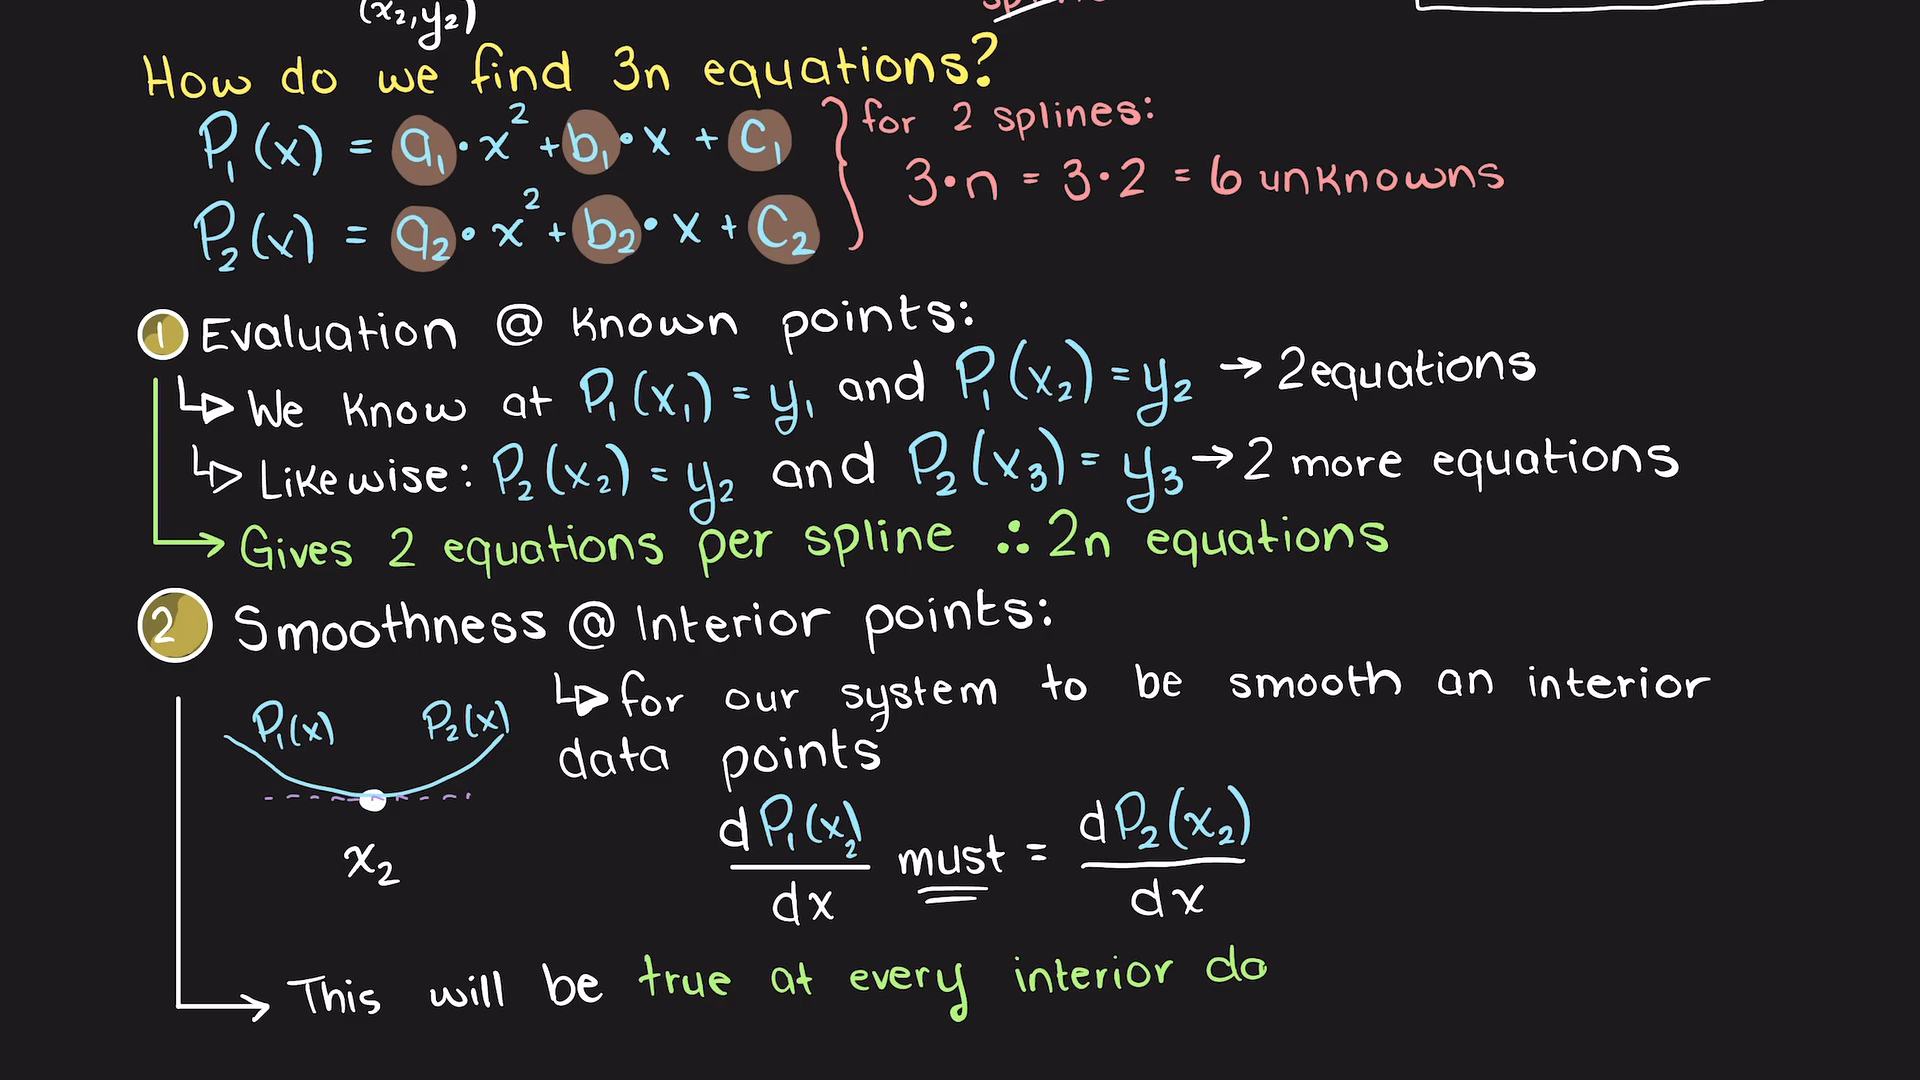 (x₂,y₂)
How do we find 3n equations?
P₁(x) = a₁·x² + b₁·x + c₁
for 2 splines:
3·n = 3·2 = 6 unknowns
P₂(x) = a₂·x² + b₂·x + c₂
① Evaluation @ known points:
↳ We know at P₁(x₁) = y₁ and P₁(x₂) = y₂ → 2equations
↳ Likewise: P₂(x₂) = y₂ and P₂(x₃) = y₃ → 2 more equations
→ Gives 2 equations per spline ∴ 2n equations
② Smoothness @ Interior points:
↳ for our system to be smooth an interior
data points
P₁(x) P₂(x)
x₂
dP₁(x₂)/dx must = dP₂(x₂)/dx
→ This will be true at every interior da